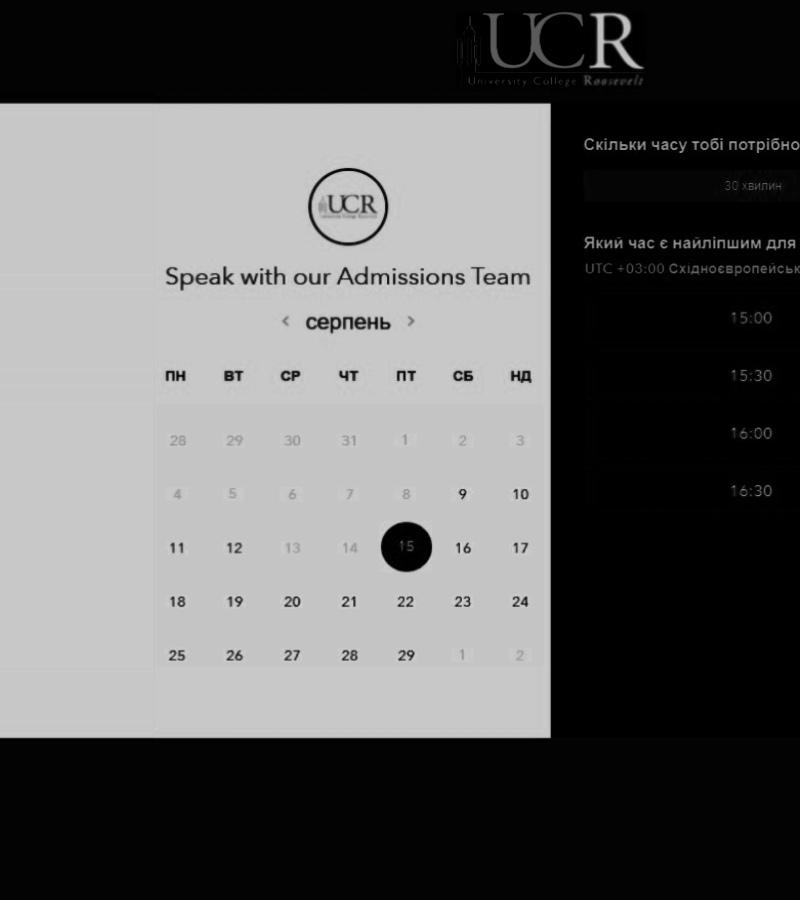 UCR
University College Roosevelt
UCR
Speak with our Admissions Team
< серпень >
ПН ВТ СР ЧТ ПТ СБ НД
28 29 30 31 1 2 3
4 5 6 7 8 9 10
11 12 13 14 15 16 17
18 19 20 21 22 23 24
25 26 27 28 29 1 2
Скільки часу тобі потрібно
30 хвилин
Який час є найліпшим для
UTC +03:00 Східноєвропейськ
15:00
15:30
16:00
16:30